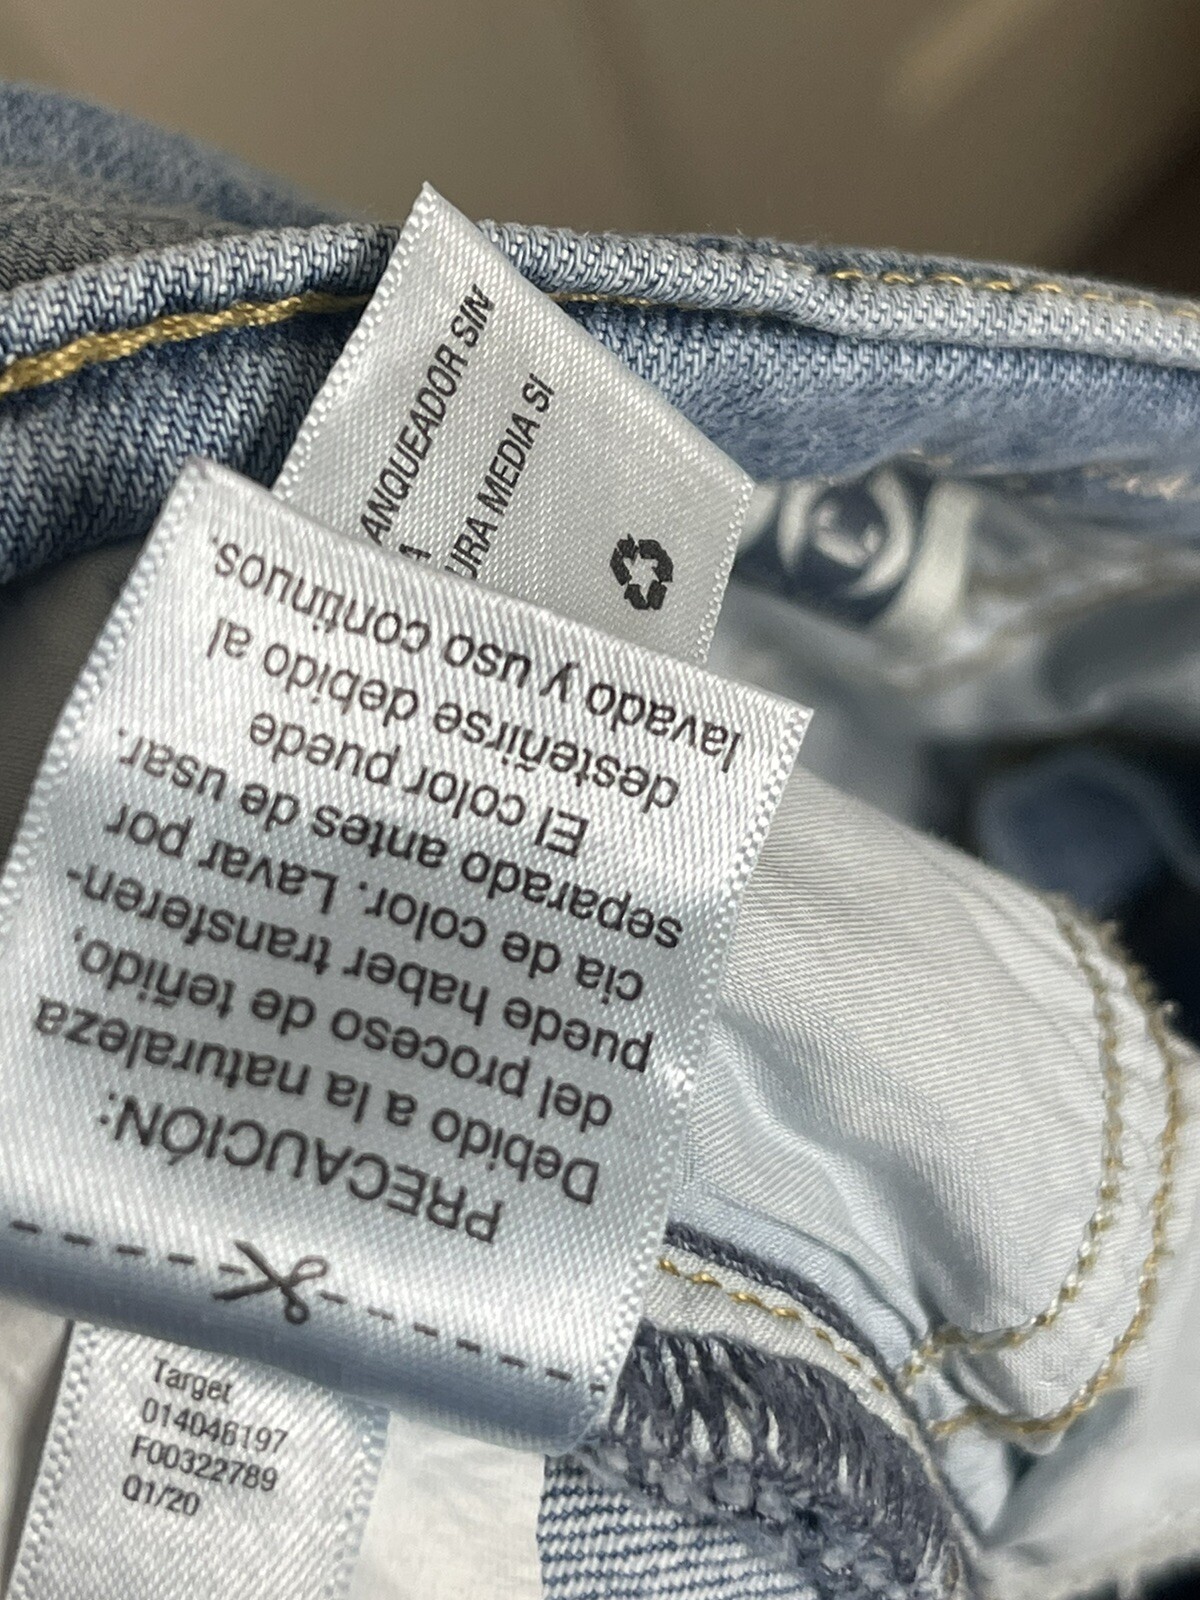 ANQUEADOR SIN
A
URA MEDIA SI
PRECAUCIÓN:
Debido a la naturaleza
del proceso de teñido,
puede haber transferen-
cia de color. Lavar por
separado antes de usar.
El color puede
desteñirse debido al
lavado y uso continuos.
Target
014046197
F00322789
Q1/20